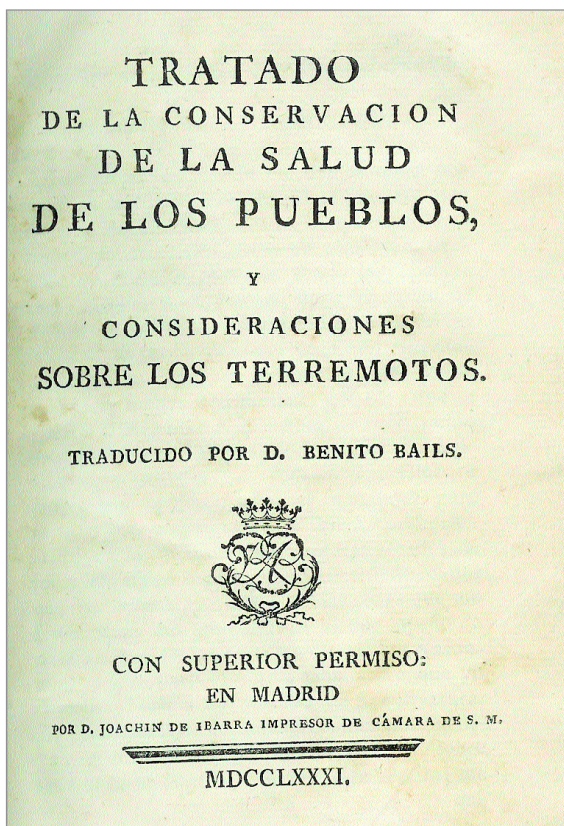 TRATADO
DE LA CONSERVACION
DE LA SALUD
DE LOS PUEBLOS,
Y
CONSIDERACIONES
SOBRE LOS TERREMOTOS.
TRADUCIDO POR D. BENITO BAILS.
CON SUPERIOR PERMISO:
EN MADRID
POR D. JOACHIN DE IBARRA IMPRESOR DE CÁMARA DE S. M.
MDCCLXXXI.